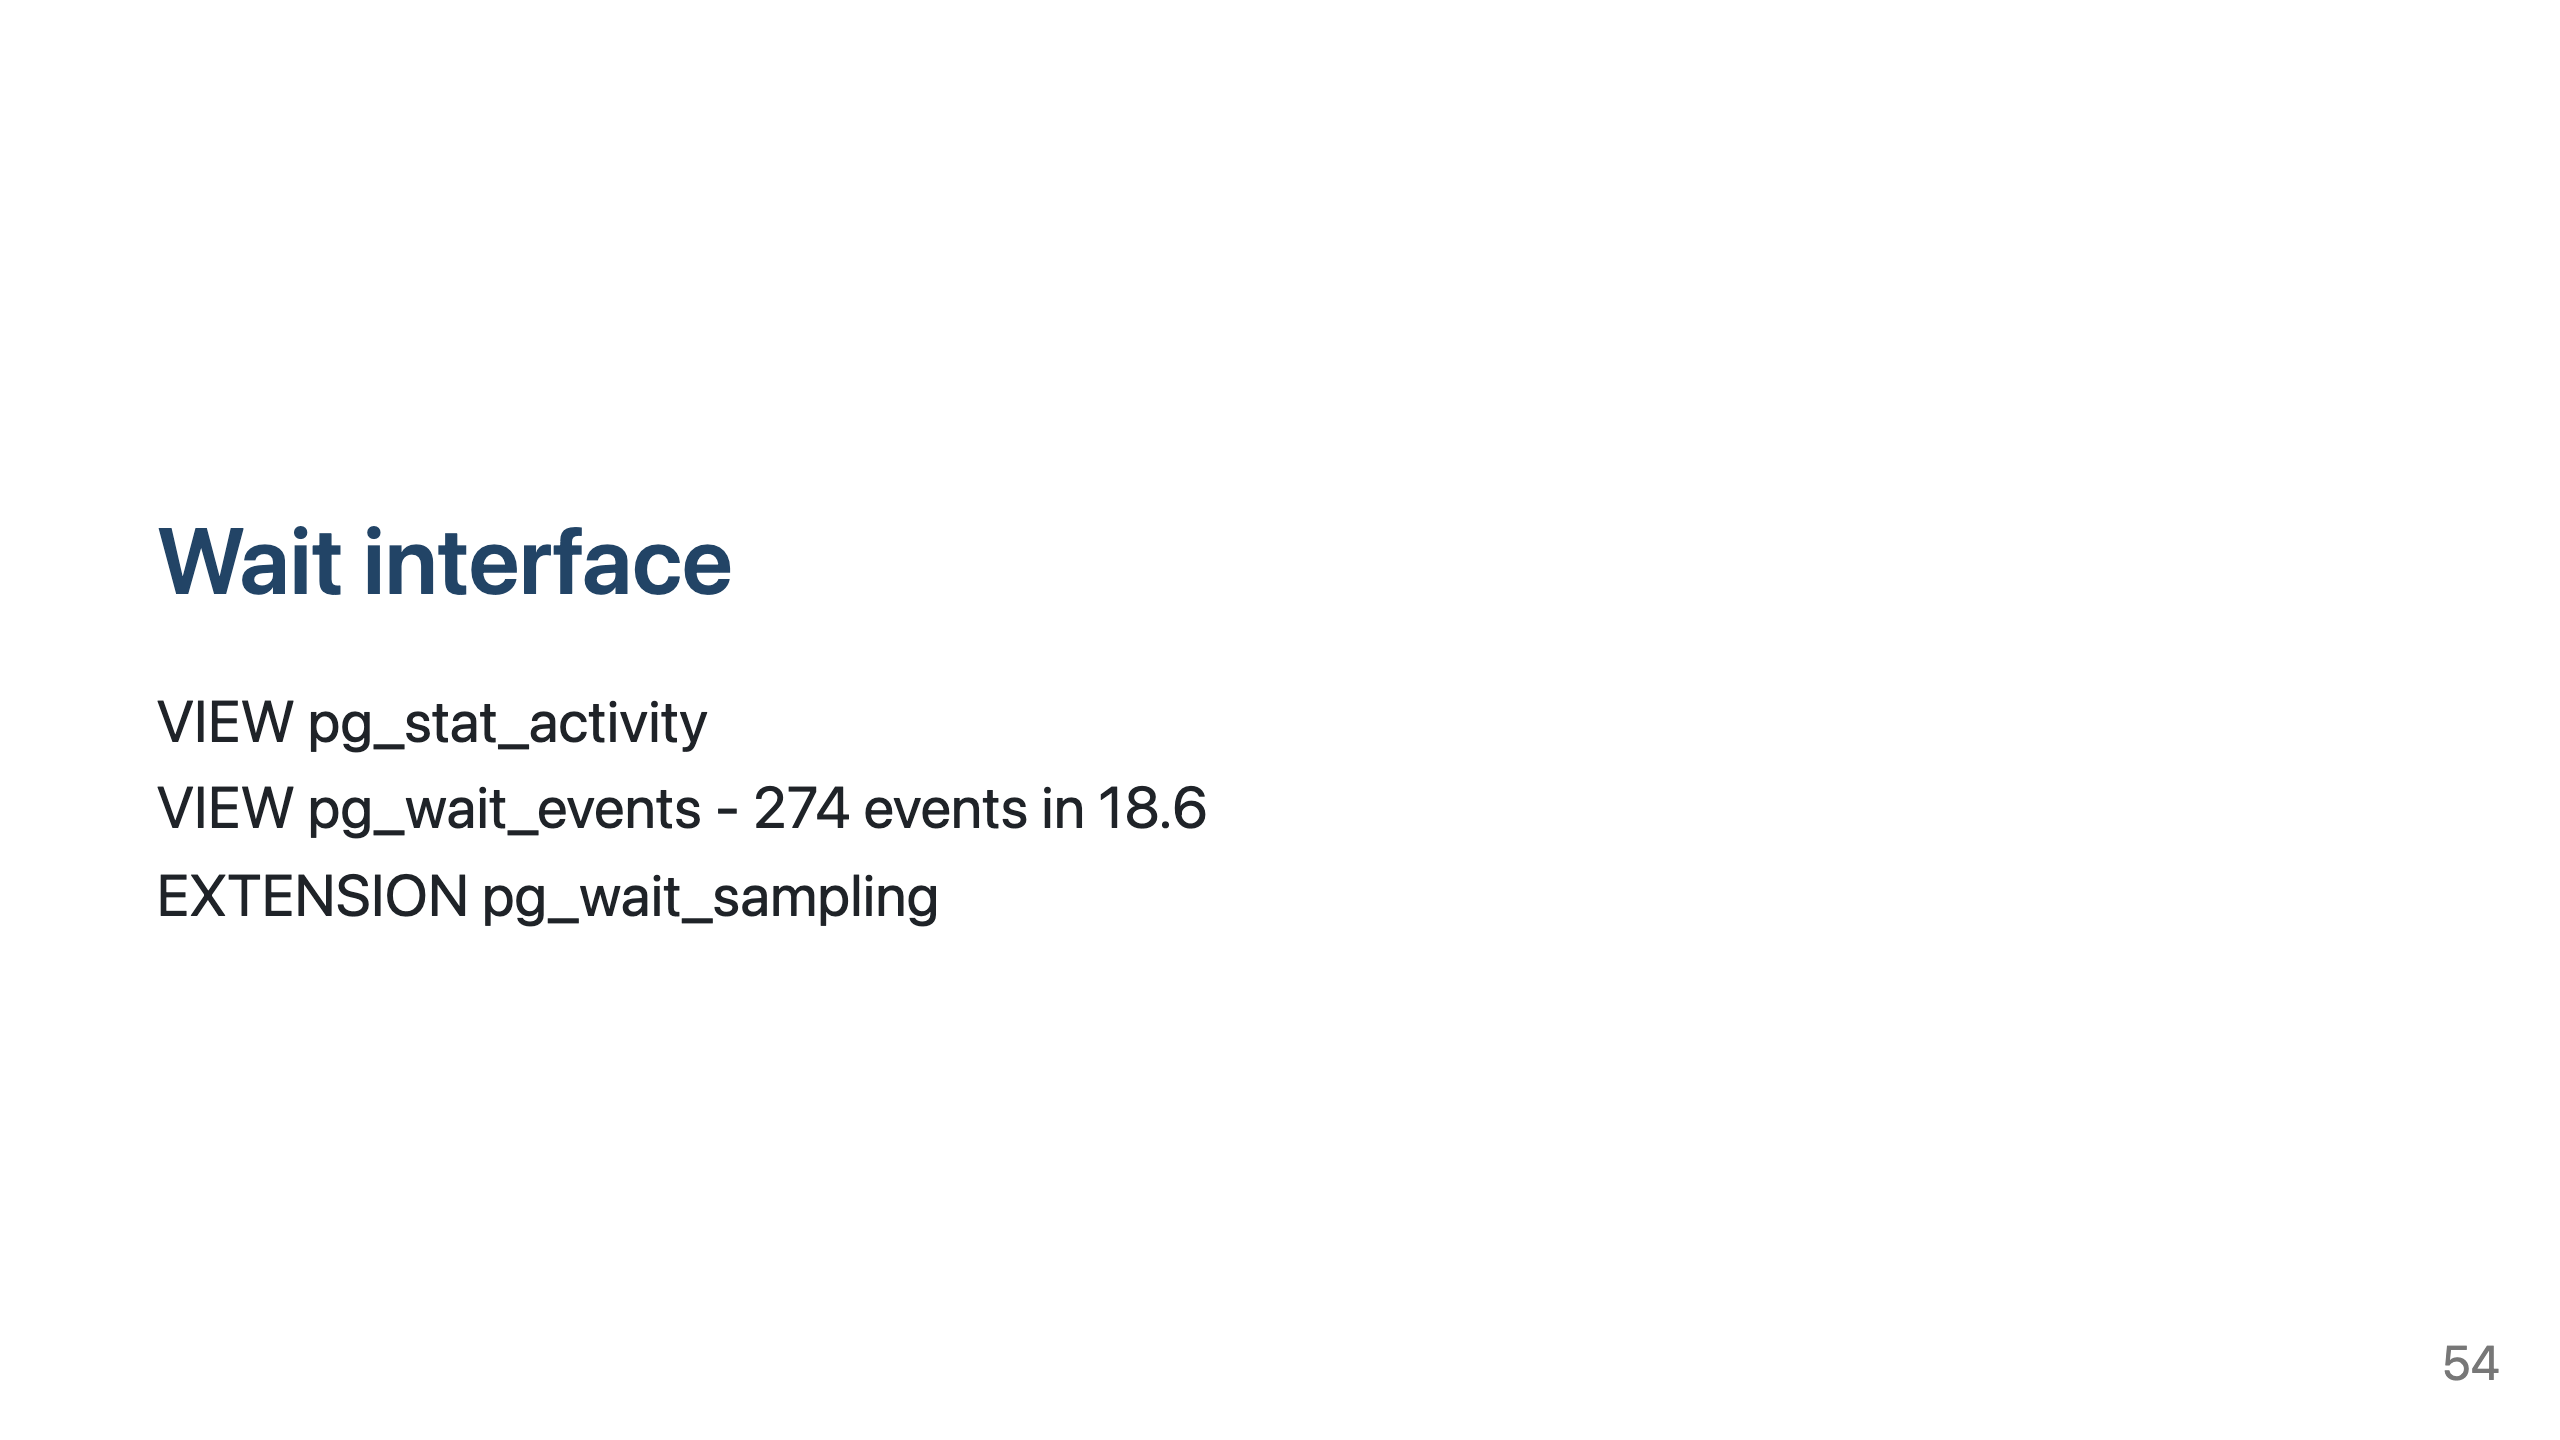 Wait interface
VIEW pg_stat_activity
VIEW pg_wait_events - 274 events in 18.6
EXTENSION pg_wait_sampling
54